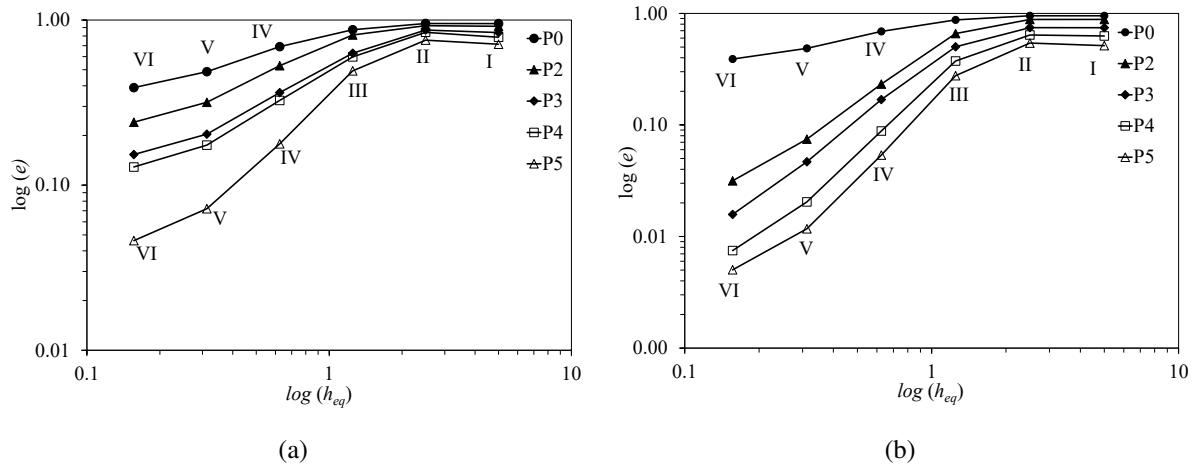 1.00
0.10
0.01
log (e)
0.1
1
10
log (h_eq)
VI
V
IV
III
II
I
IV
V
VI
P0
P2
P3
P4
P5
(a)
1.00
0.10
0.01
0.00
log (e)
0.1
1
10
log (h_eq)
VI
V
IV
III
II
I
IV
V
VI
P0
P2
P3
P4
P5
(b)